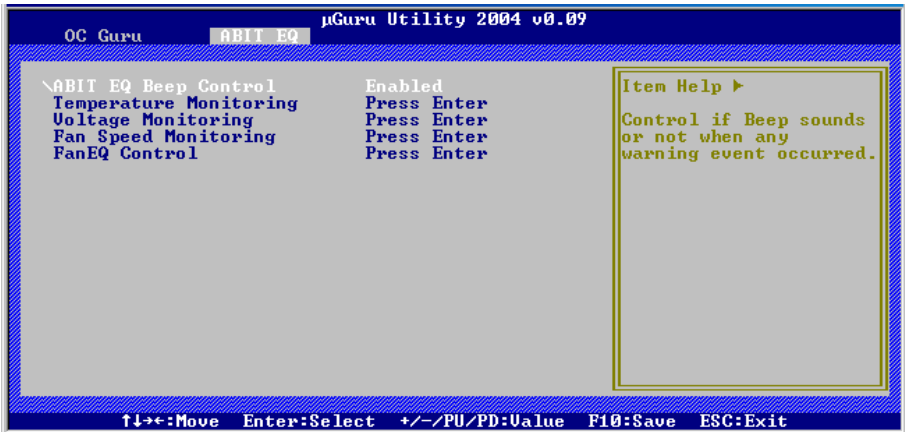 µGuru Utility 2004 v0.09
OC Guru ABIT EQ
\ABIT EQ Beep Control Enabled
Temperature Monitoring Press Enter
Voltage Monitoring Press Enter
Fan Speed Monitoring Press Enter
FanEQ Control Press Enter
Item Help ►
Control if Beep sounds
or not when any
warning event occurred.
↑↓→←:Move Enter:Select +/-/PU/PD:Value F10:Save ESC:Exit